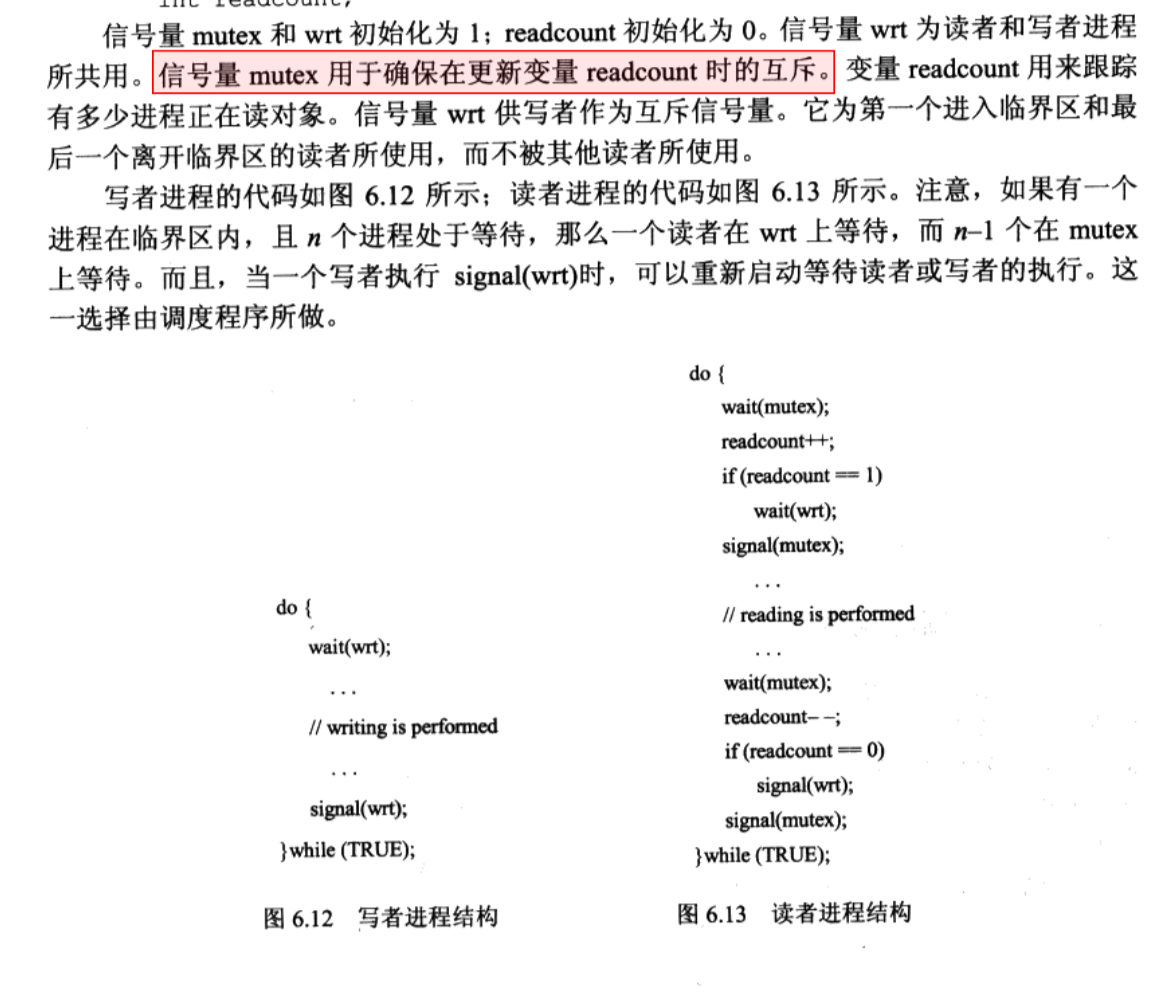 int readcount;
信号量 mutex 和 wrt 初始化为 1；readcount 初始化为 0。信号量 wrt 为读者和写者进程
所共用。信号量 mutex 用于确保在更新变量 readcount 时的互斥。变量 readcount 用来跟踪
有多少进程正在读对象。信号量 wrt 供写者作为互斥信号量。它为第一个进入临界区和最
后一个离开临界区的读者所使用，而不被其他读者所使用。
写者进程的代码如图 6.12 所示；读者进程的代码如图 6.13 所示。注意，如果有一个
进程在临界区内，且 n 个进程处于等待，那么一个读者在 wrt 上等待，而 n–1 个在 mutex
上等待。而且，当一个写者执行 signal(wrt)时，可以重新启动等待读者或写者的执行。这
一选择由调度程序所做。
do {
wait(wrt);
...
// writing is performed
...
signal(wrt);
}while (TRUE);
图 6.12 写者进程结构
do {
wait(mutex);
readcount++;
if (readcount == 1)
wait(wrt);
signal(mutex);
...
// reading is performed
...
wait(mutex);
readcount– –;
if (readcount == 0)
signal(wrt);
signal(mutex);
}while (TRUE);
图 6.13 读者进程结构